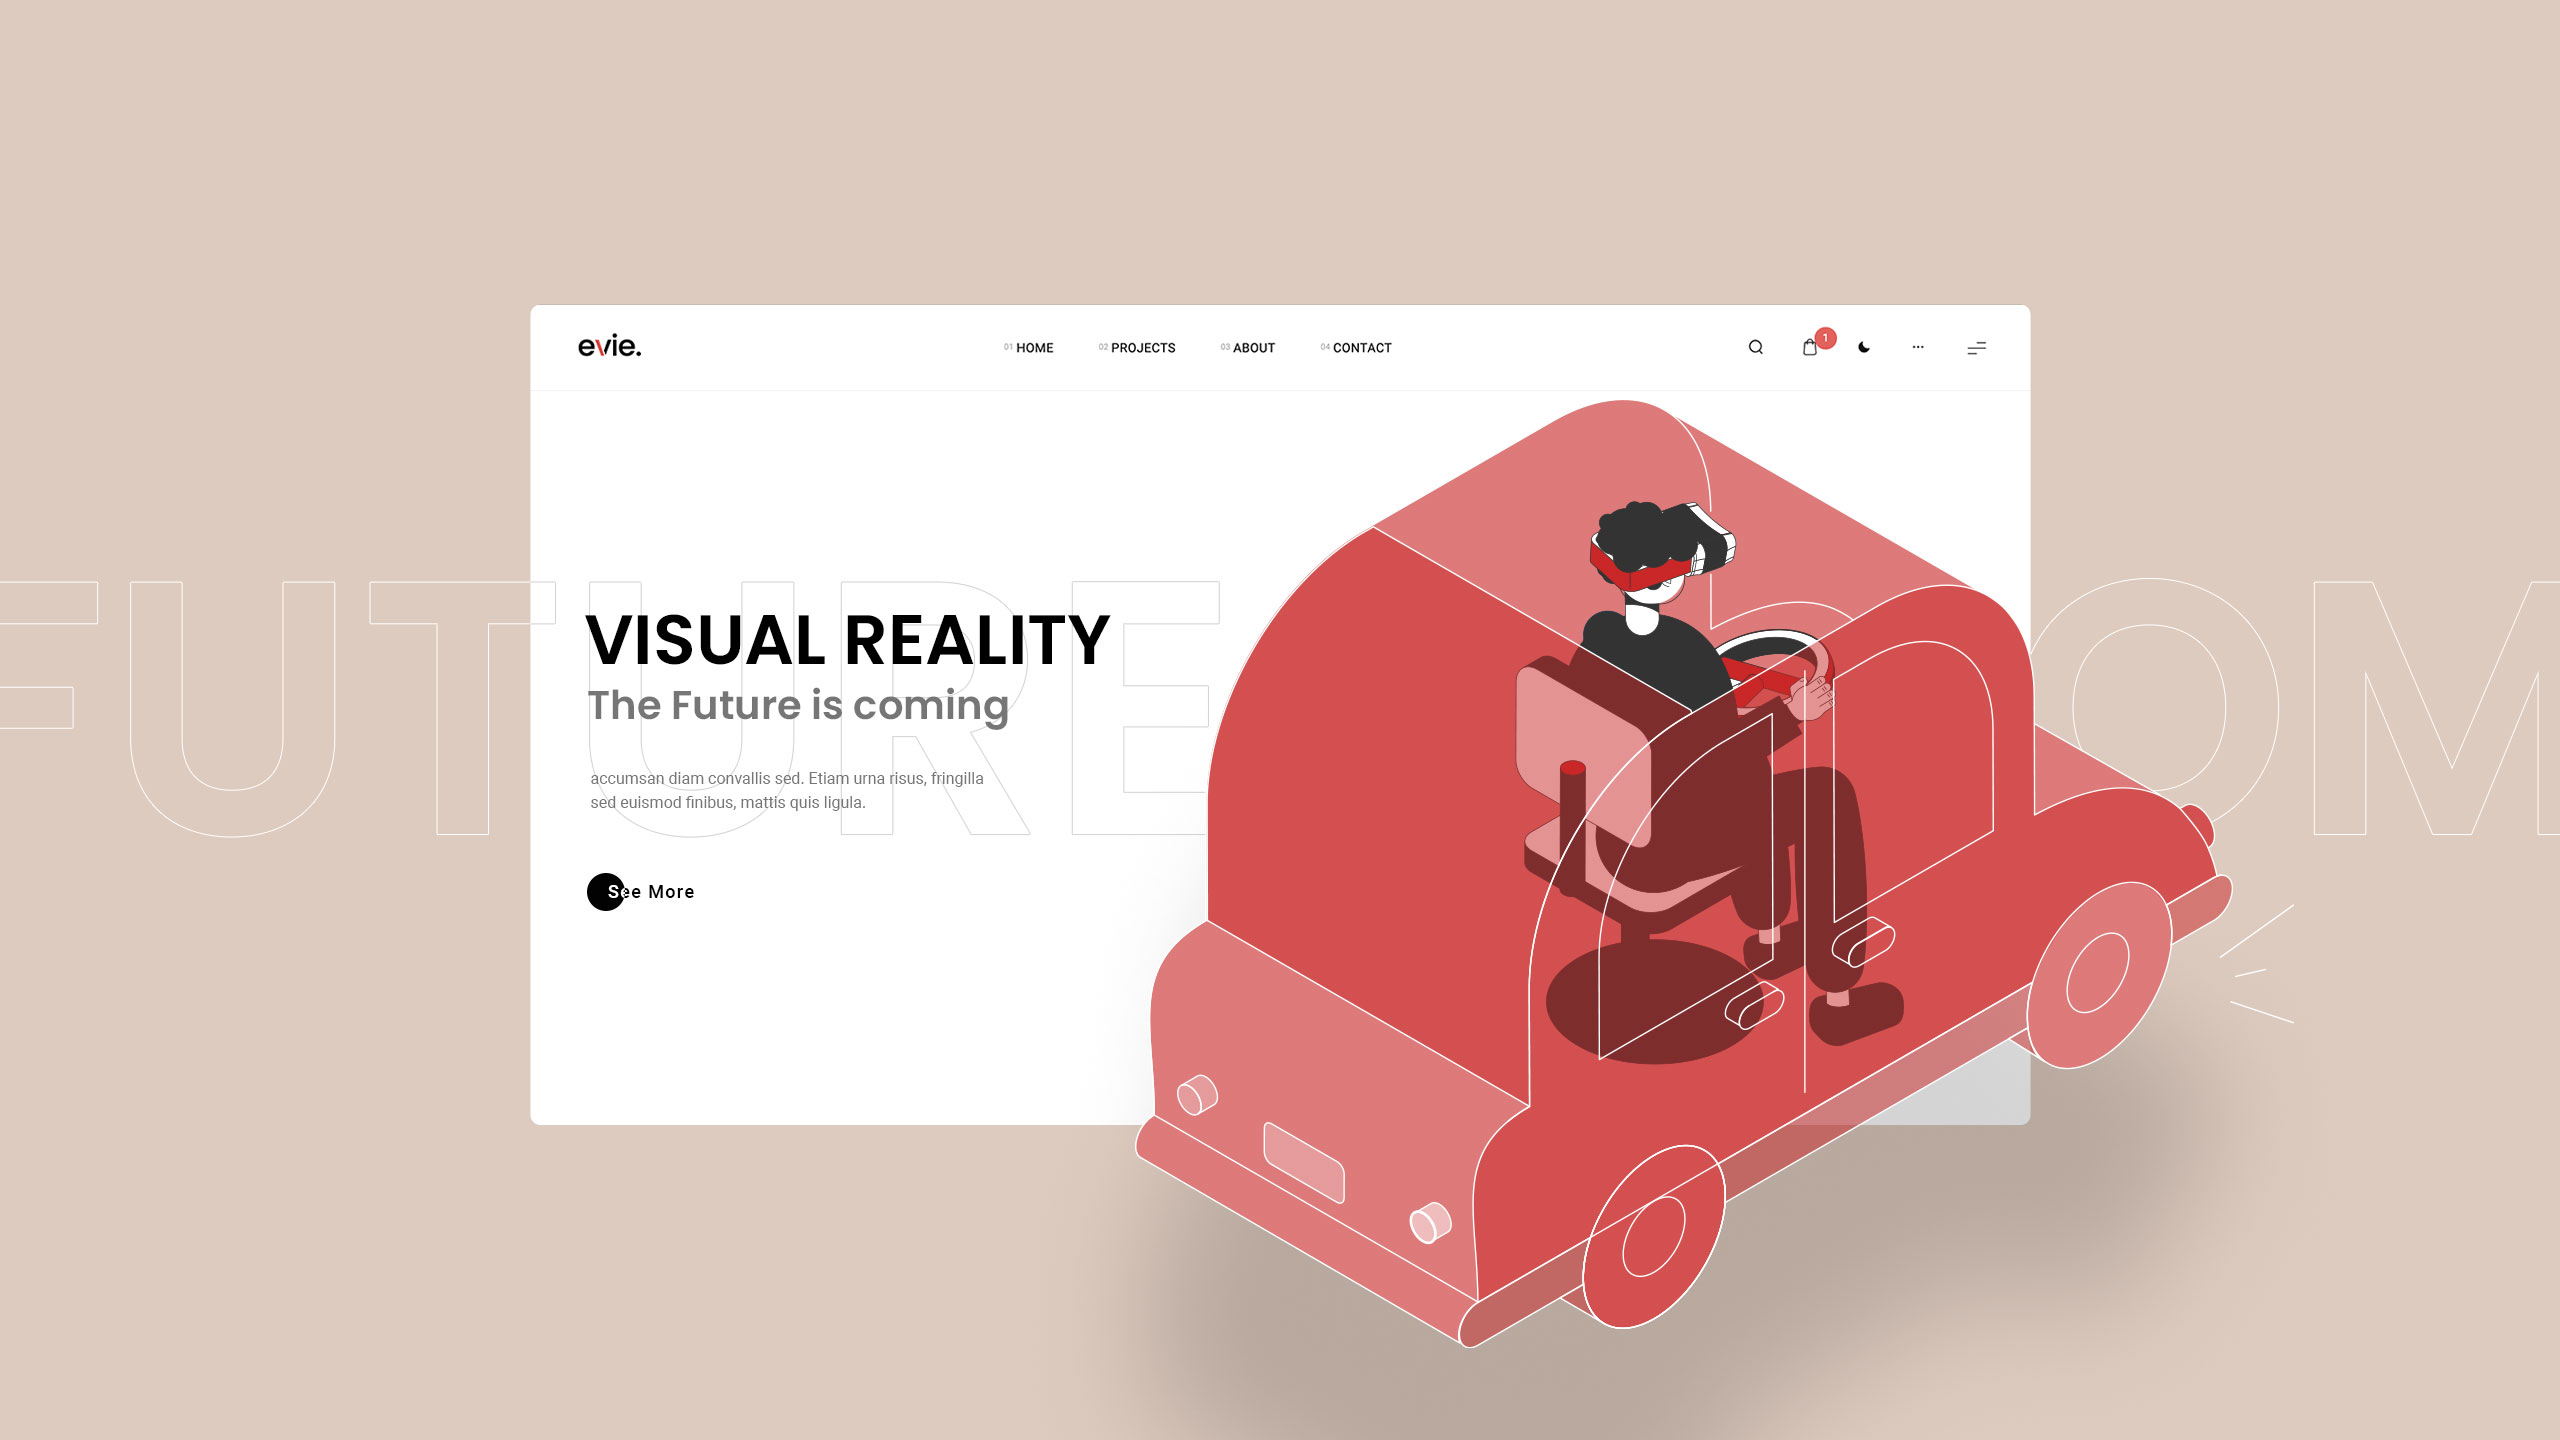 evie.
01 HOME 02 PROJECTS 03 ABOUT 04 CONTACT
1
FUTURE
OM
VISUAL REALITY
The Future is coming
accumsan diam convallis sed. Etiam urna risus, fringilla
sed euismod finibus, mattis quis ligula.
See More